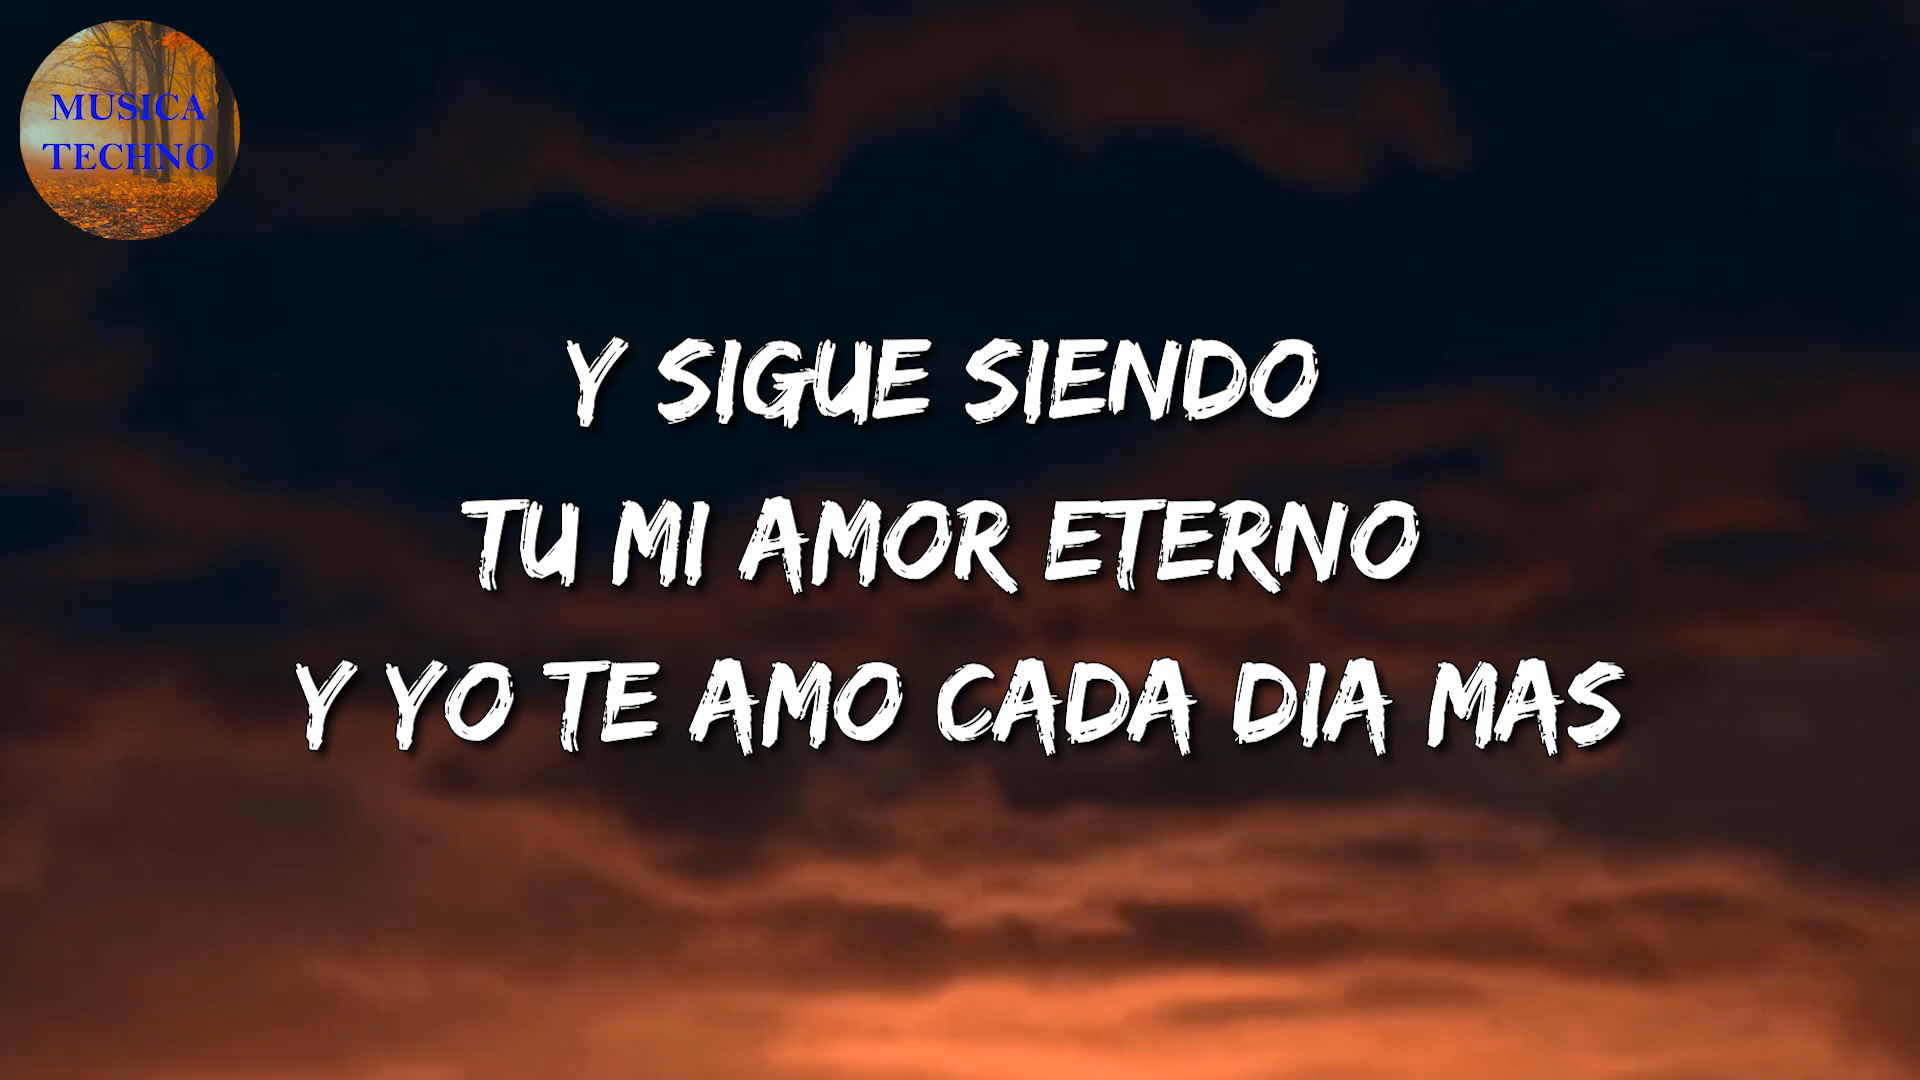 MUSICA
TECHNO
Y SIGUE SIENDO
TU MI AMOR ETERNO
Y YO TE AMO CADA DIA MAS